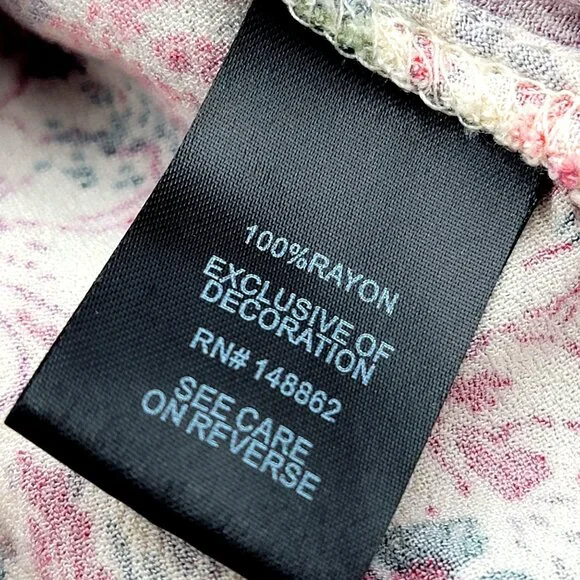 100%RAYON
EXCLUSIVE OF
DECORATION
RN# 148862
SEE CARE
ON REVERSE